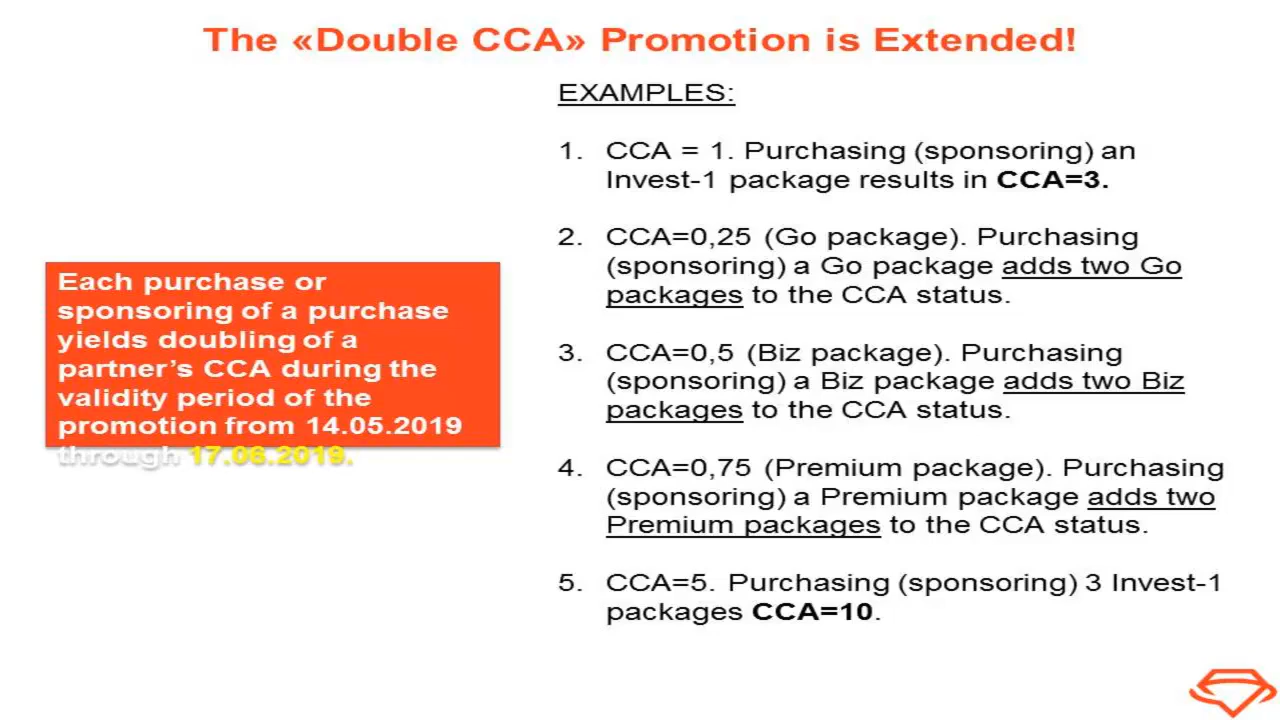 The «Double CCA» Promotion is Extended!
Each purchase or
sponsoring of a purchase
yields doubling of a
partner’s CCA during the
validity period of the
promotion from 14.05.2019
through 17.06.2019.
EXAMPLES:
1. CCA = 1. Purchasing (sponsoring) an
Invest-1 package results in CCA=3.
2. CCA=0,25 (Go package). Purchasing
(sponsoring) a Go package adds two Go
packages to the CCA status.
3. CCA=0,5 (Biz package). Purchasing
(sponsoring) a Biz package adds two Biz
packages to the CCA status.
4. CCA=0,75 (Premium package). Purchasing
(sponsoring) a Premium package adds two
Premium packages to the CCA status.
5. CCA=5. Purchasing (sponsoring) 3 Invest-1
packages CCA=10.